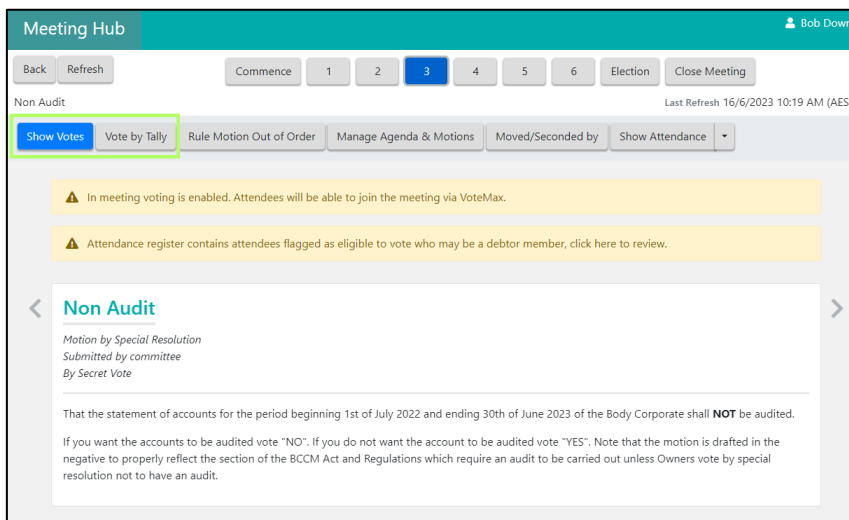 Meeting Hub
Bob Down
Back Refresh Commence 1 2 3 4 5 6 Election Close Meeting
Non Audit Last Refresh 16/6/2023 10:19 AM (AES
Show Votes Vote by Tally Rule Motion Out of Order Manage Agenda & Motions Moved/Seconded by Show Attendance
In meeting voting is enabled. Attendees will be able to join the meeting via VoteMax.
Attendance register contains attendees flagged as eligible to vote who may be a debtor member, click here to review.
Non Audit
Motion by Special Resolution
Submitted by committee
By Secret Vote
That the statement of accounts for the period beginning 1st of July 2022 and ending 30th of June 2023 of the Body Corporate shall NOT be audited.
If you want the accounts to be audited vote "NO". If you do not want the account to be audited vote "YES". Note that the motion is drafted in the
negative to properly reflect the section of the BCCM Act and Regulations which require an audit to be carried out unless Owners vote by special
resolution not to have an audit.